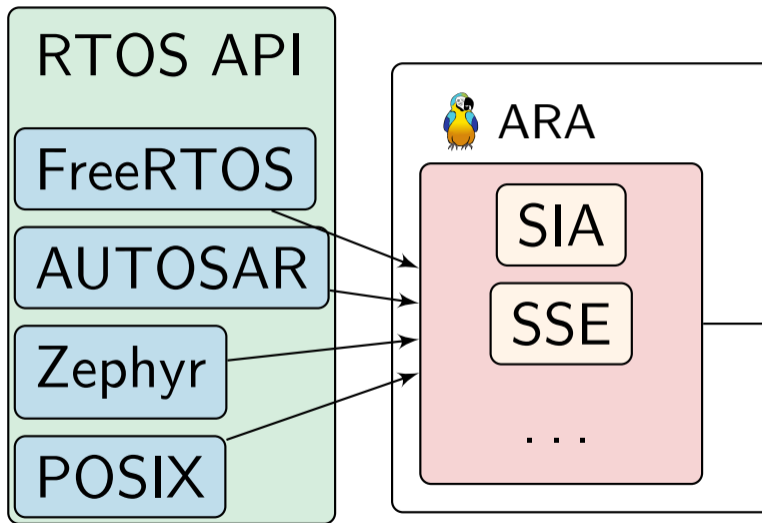 RTOS API
FreeRTOS
AUTOSAR
Zephyr
POSIX
ARA
SIA
SSE
. . .